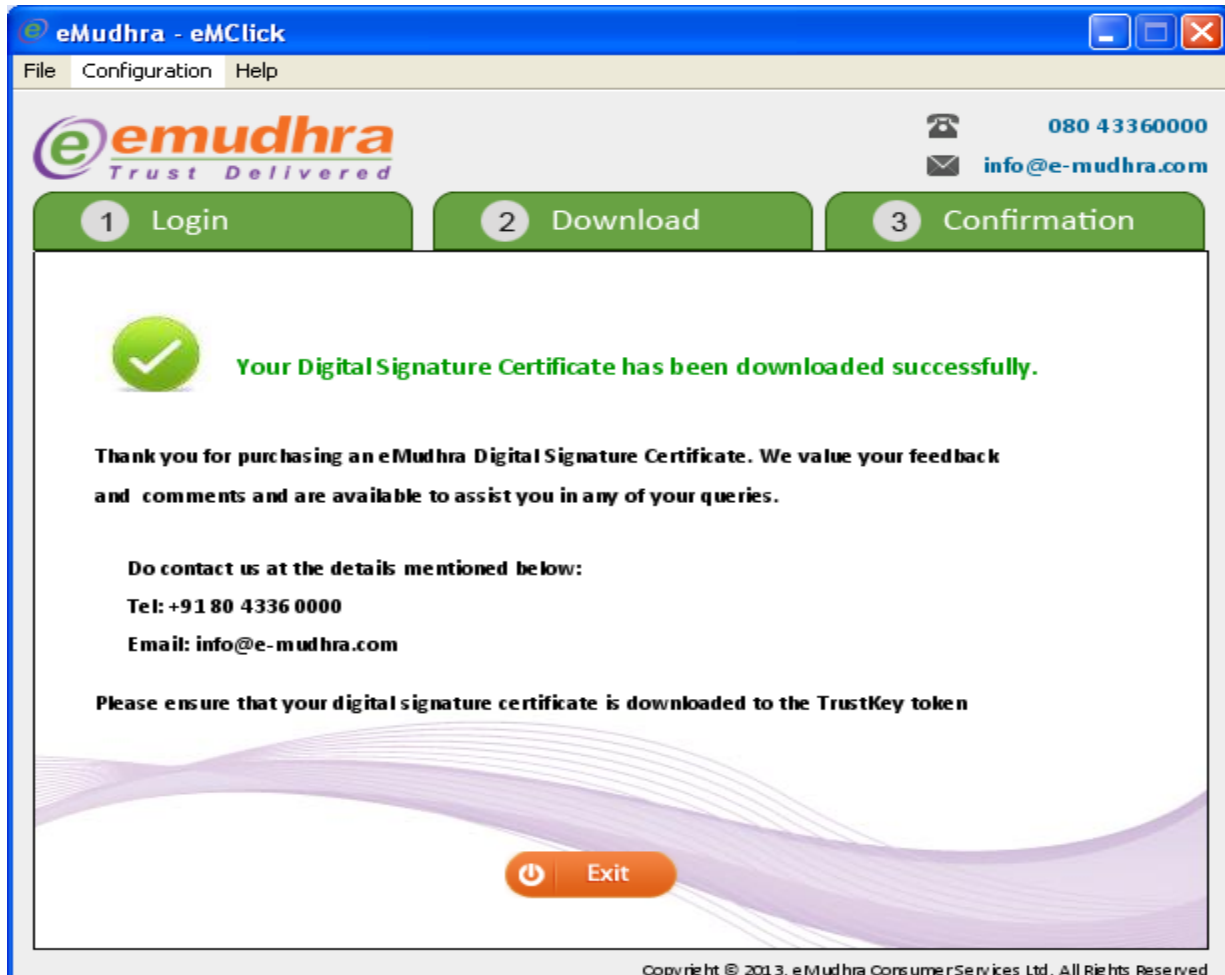 eMudhra - eMClick
File Configuration Help
emudhra
Trust Delivered
080 43360000
info@e-mudhra.com
1 Login
2 Download
3 Confirmation
Your Digital Signature Certificate has been downloaded successfully.
Thank you for purchasing an eMudhra Digital Signature Certificate. We value your feedback
and comments and are available to assist you in any of your queries.
Do contact us at the details mentioned below:
Tel: +91 80 4336 0000
Email: info@e-mudhra.com
Please ensure that your digital signature certificate is downloaded to the TrustKey token
Exit
Copyright © 2013, eMudhra Consumer Services Ltd. All Rights Reserved